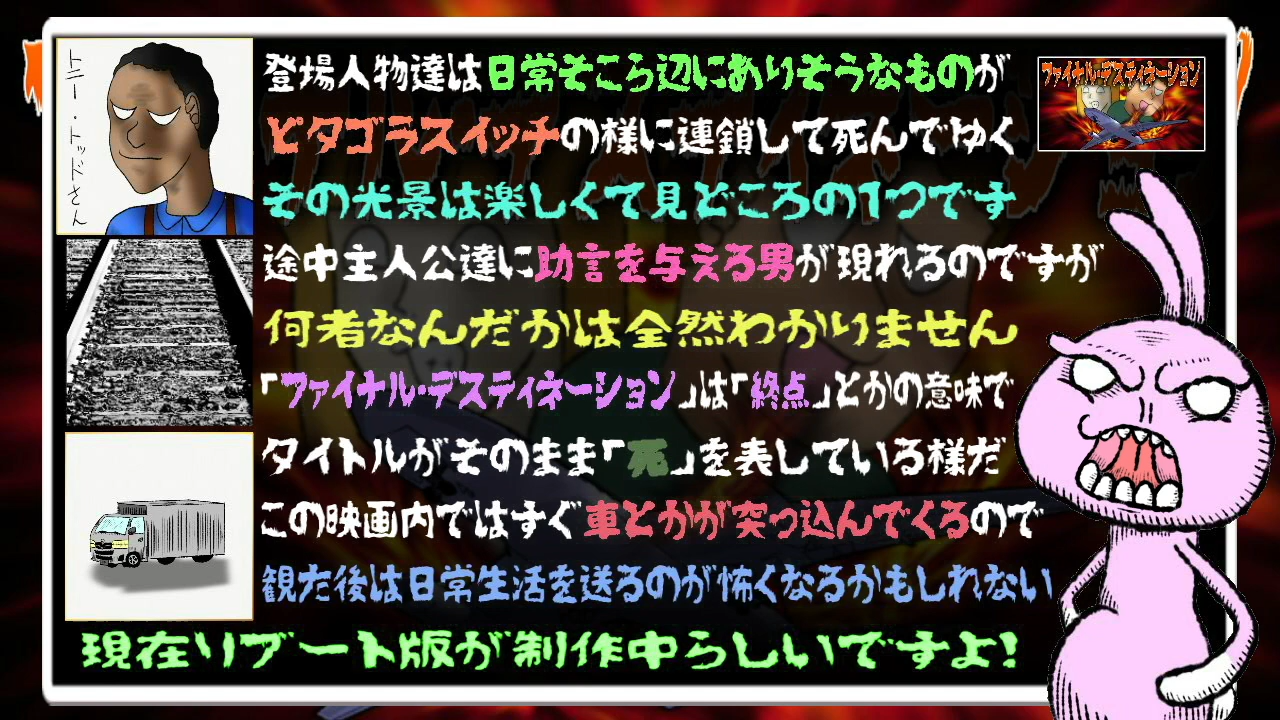 トニー・トッドさん
登場人物達は日常そこら辺にありそうなものが
ファイナル・デスティネーション
ピタゴラスイッチの様に連鎖して死んでゆく
その光景は楽しくて見どころの1つです
途中主人公達に助言を与える男が現れるのですが
何者なんだかは全然わかりません
「ファイナル・デスティネーション」は「終点」とかの意味で
タイトルがそのまま「死」を表している様だ
この映画内ではすぐ車とかが突っ込んでくるので
観た後は日常生活を送るのが怖くなるかもしれない
現在リブート版が制作中らしいですよ!